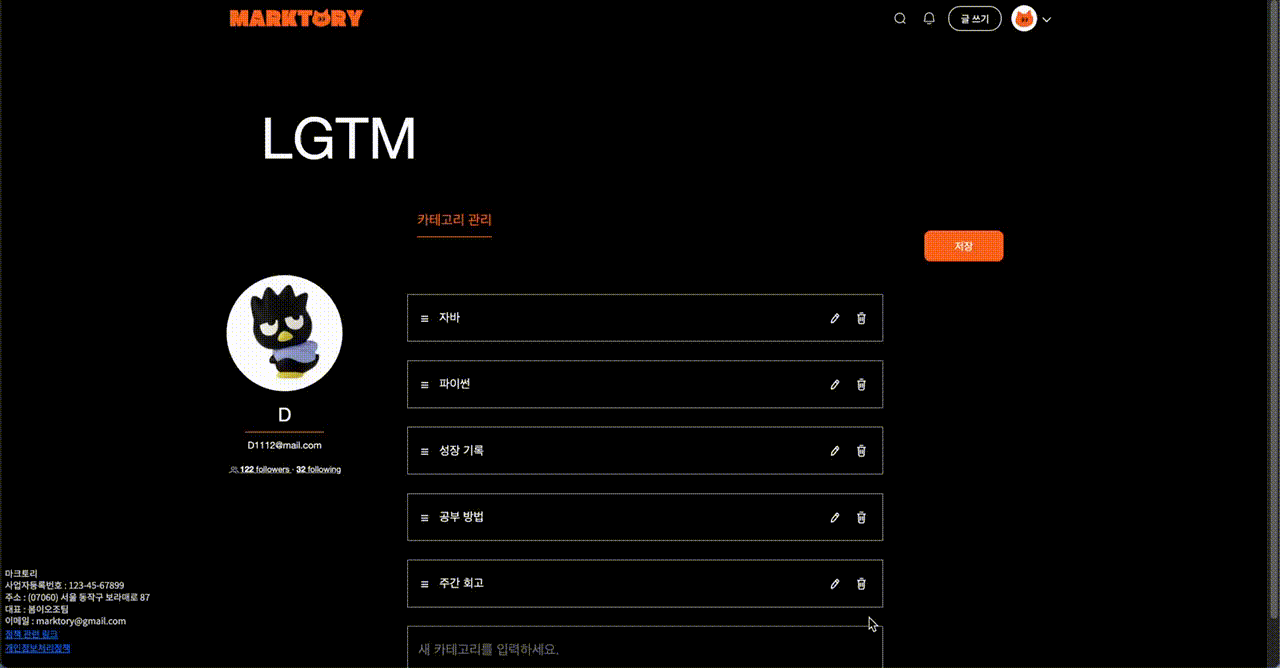 MARKTORY
글 쓰기
LGTM
카테고리 관리
저장
자바
파이썬
성장 기록
공부 방법
주간 회고
새 카테고리를 입력하세요.
D
D1112@mail.com
122 followers · 32 following
마크토리
사업자등록번호 : 123-45-67899
주소 : (07060) 서울 동작구 보라매로 87
대표 : 봄이오조팀
이메일 : marktory@gmail.com
정책 관련 링크
개인정보처리정책